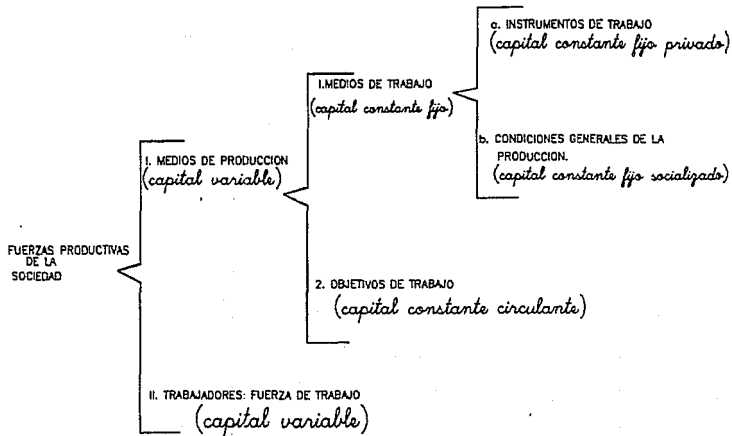 FUERZAS PRODUCTIVAS
DE LA
SOCIEDAD
I. MEDIOS DE PRODUCCION
(capital variable)
I.MEDIOS DE TRABAJO
(capital constante fijo)
a. INSTRUMENTOS DE TRABAJO
(capital constante fijo privado)
b. CONDICIONES GENERALES DE LA
PRODUCCION.
(capital constante fijo socializado)
2. OBJETIVOS DE TRABAJO
(capital constante circulante)
II. TRABAJADORES: FUERZA DE TRABAJO
(capital variable)